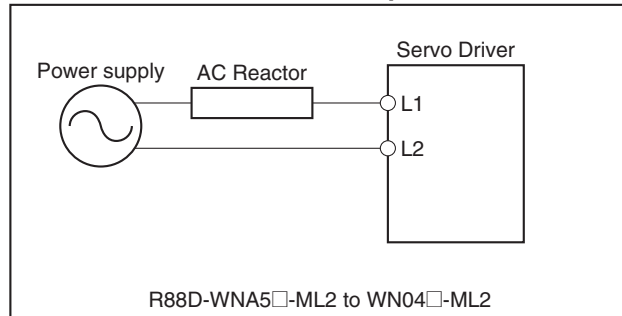 Servo Driver
Power supply
AC Reactor
L1
L2
R88D-WNA5□-ML2 to WN04□-ML2